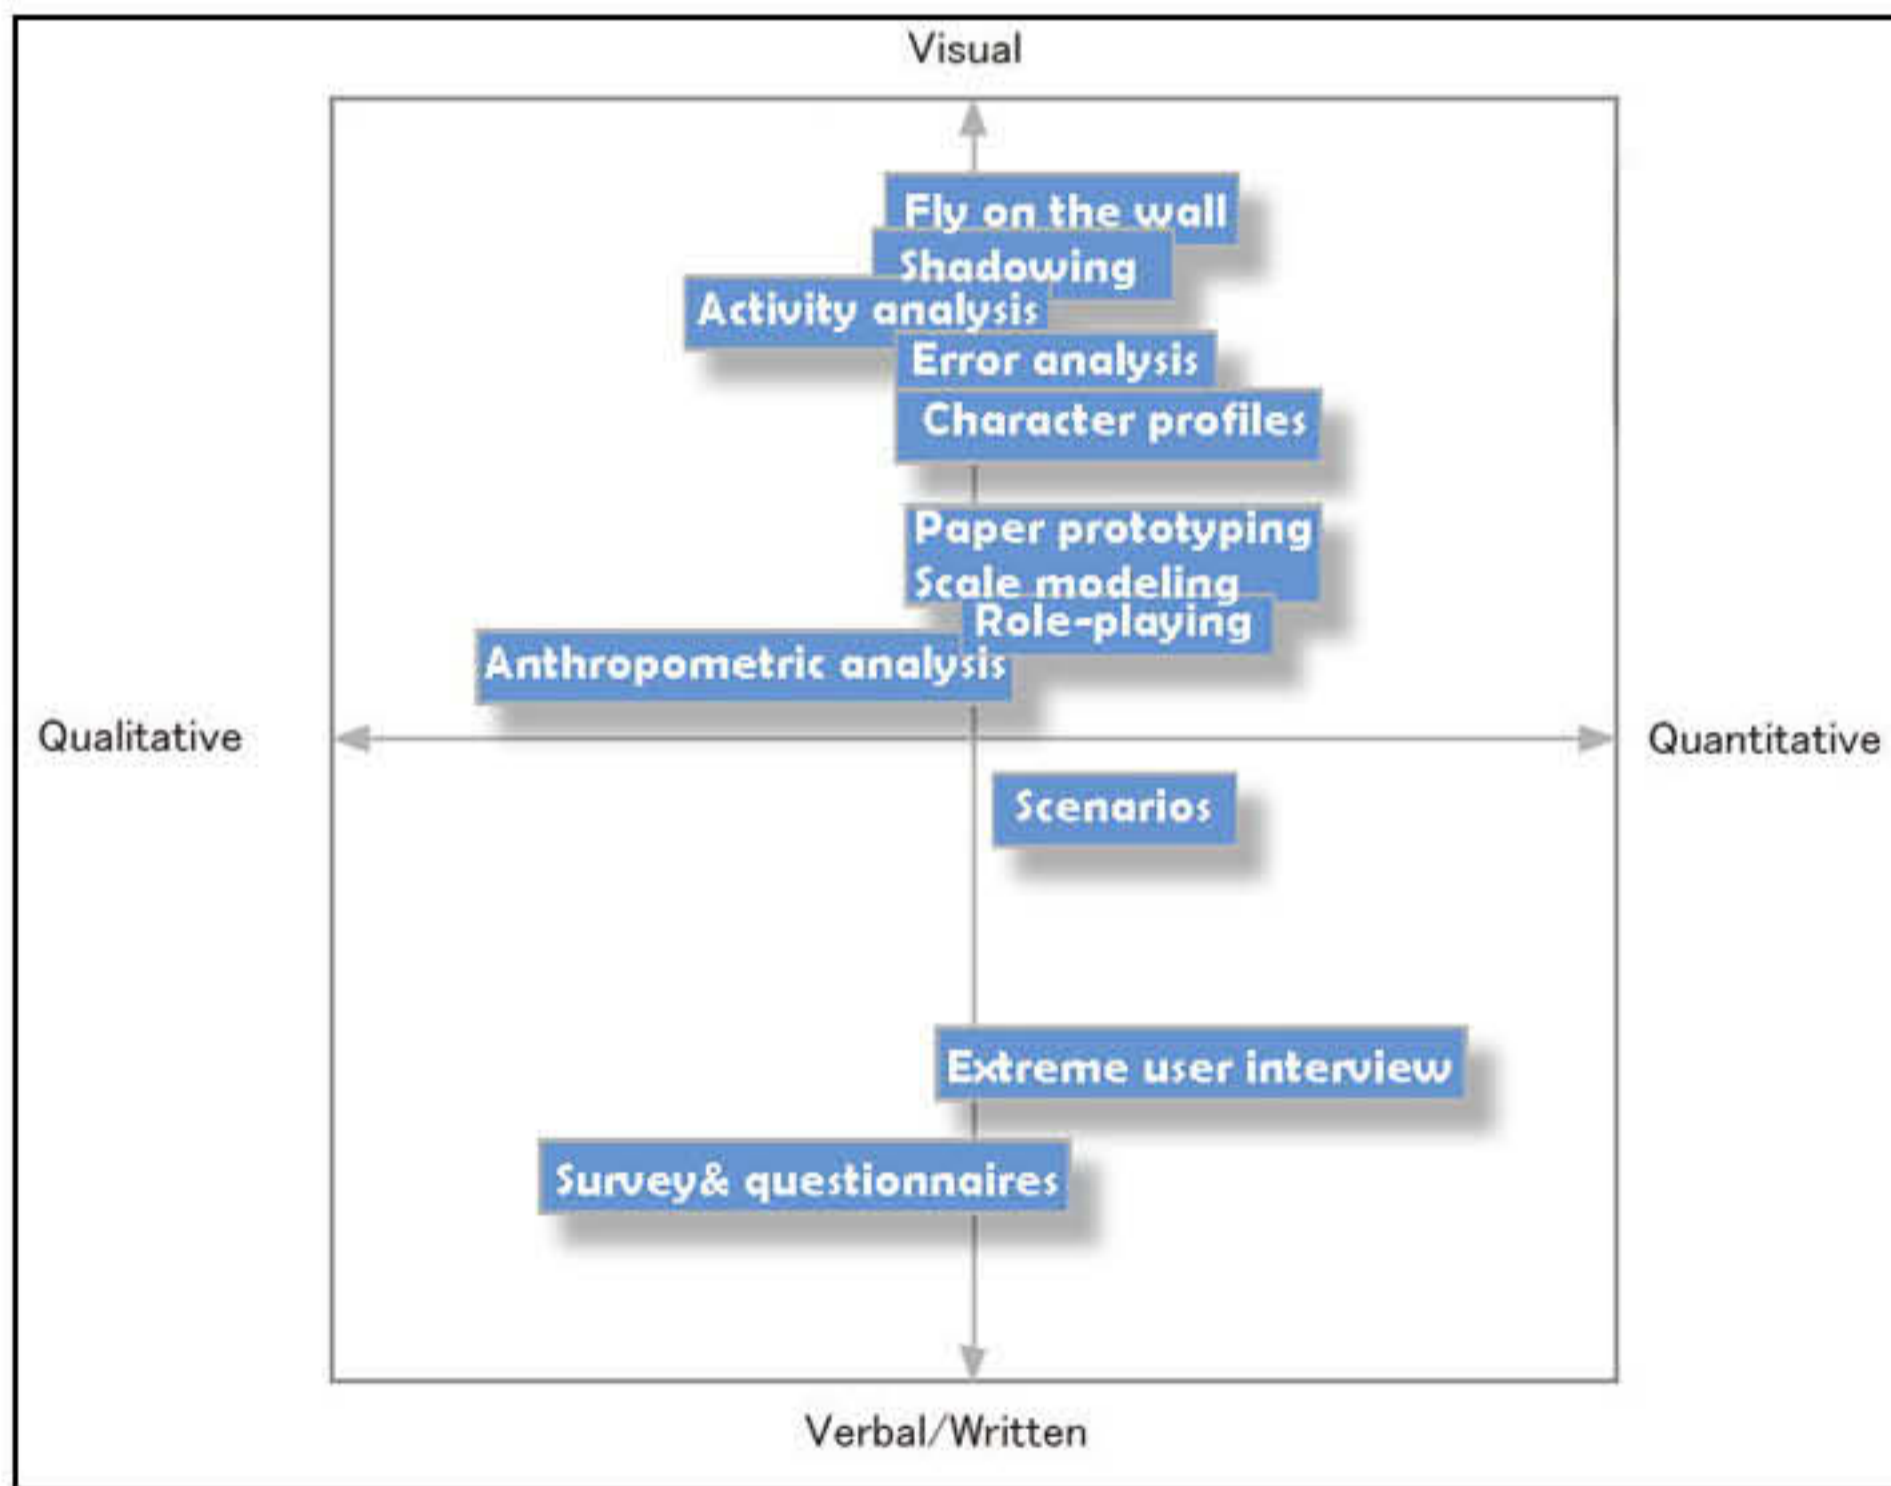 Visual
Fly on the wall
Shadowing
Activity analysis
Error analysis
Character profiles
Paper prototyping
Scale modeling
Role-playing
Anthropometric analysis
Qualitative
Quantitative
Scenarios
Extreme user interview
Survey& questionnaires
Verbal/Written